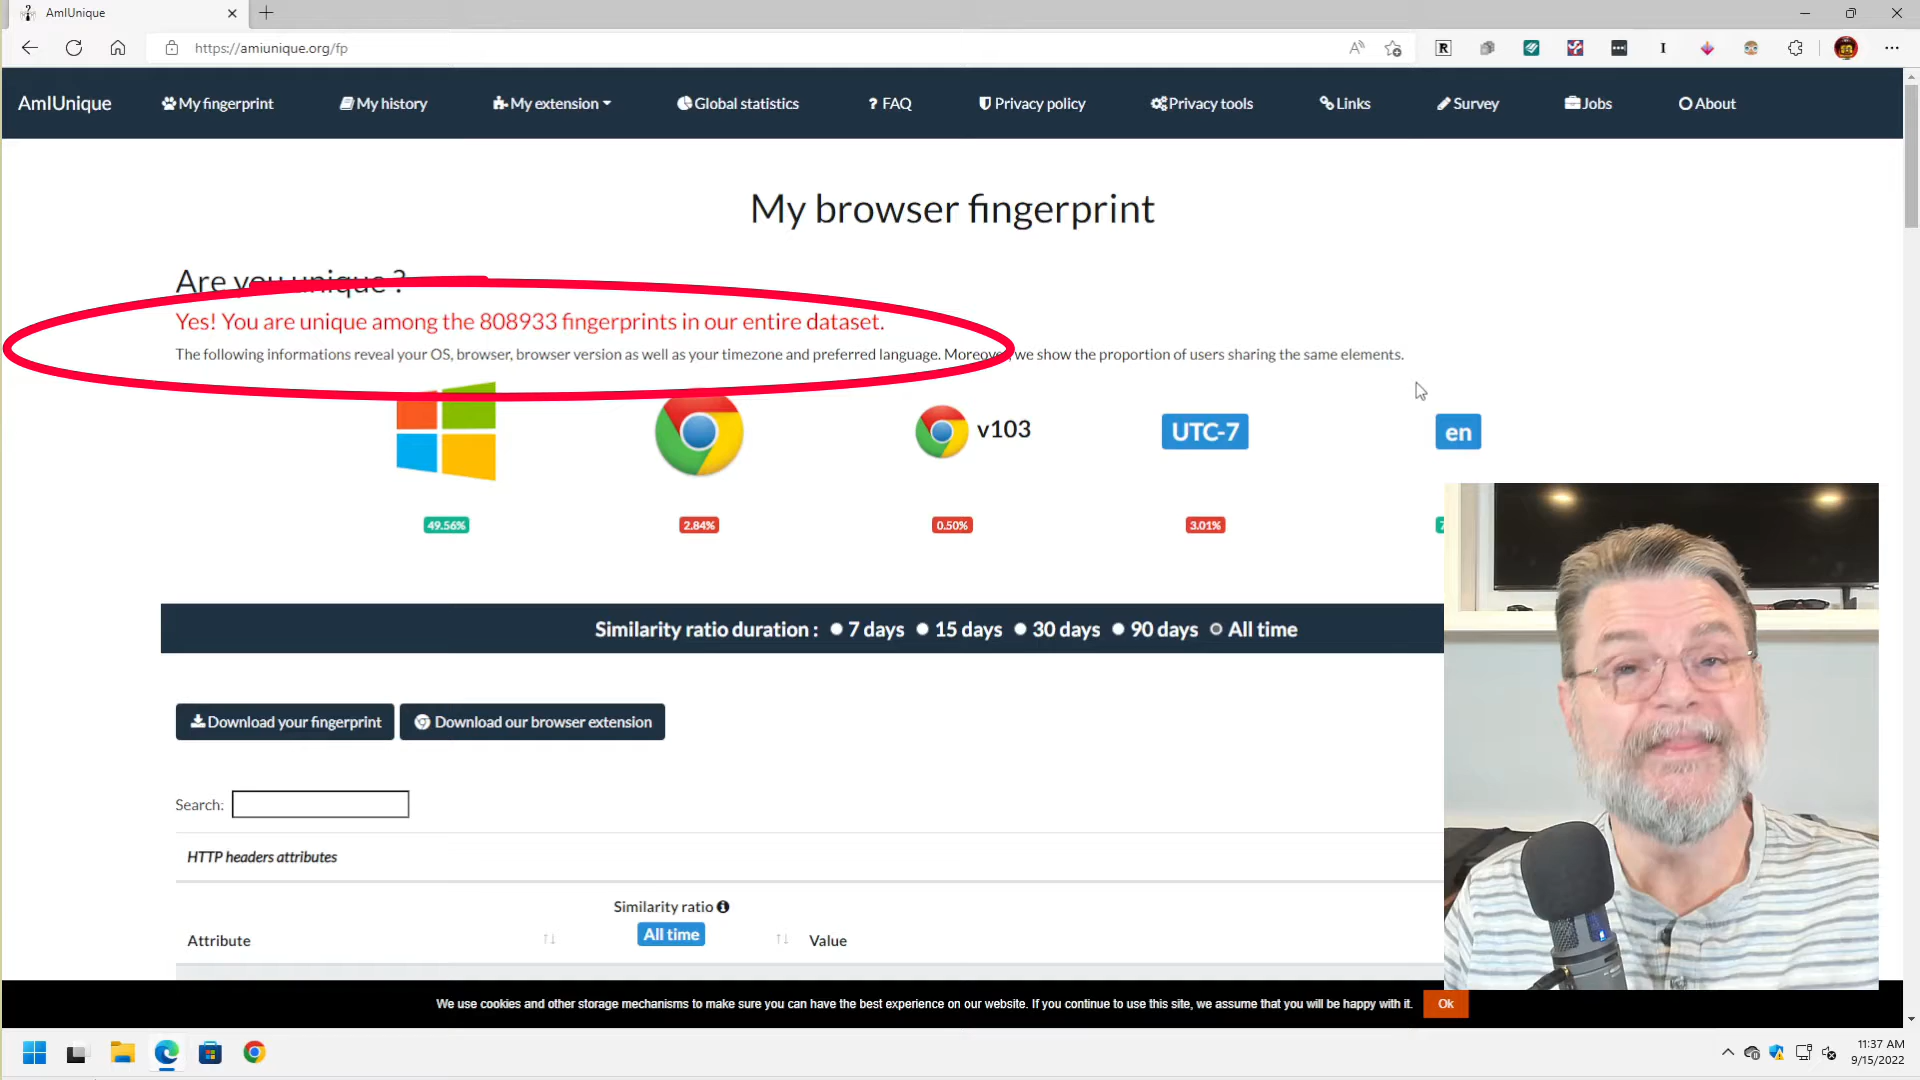 AmIUnique
https://amiunique.org/fp
AmIUnique
My fingerprint
My history
My extension
Global statistics
? FAQ
Privacy policy
Privacy tools
Links
Survey
Jobs
About
My browser fingerprint
Are you unique ?
Yes! You are unique among the 808933 fingerprints in our entire dataset.
The following informations reveal your OS, browser, browser version as well as your timezone and preferred language. Moreover, we show the proportion of users sharing the same elements.
v103
UTC-7
en
49.56%
2.84%
0.50%
3.01%
Similarity ratio duration : 7 days 15 days 30 days 90 days All time
Download your fingerprint
Download our browser extension
Search:
HTTP headers attributes
Similarity ratio
All time
Attribute
Value
We use cookies and other storage mechanisms to make sure you can have the best experience on our website. If you continue to use this site, we assume that you will be happy with it.
Ok
11:37 AM
9/15/2022